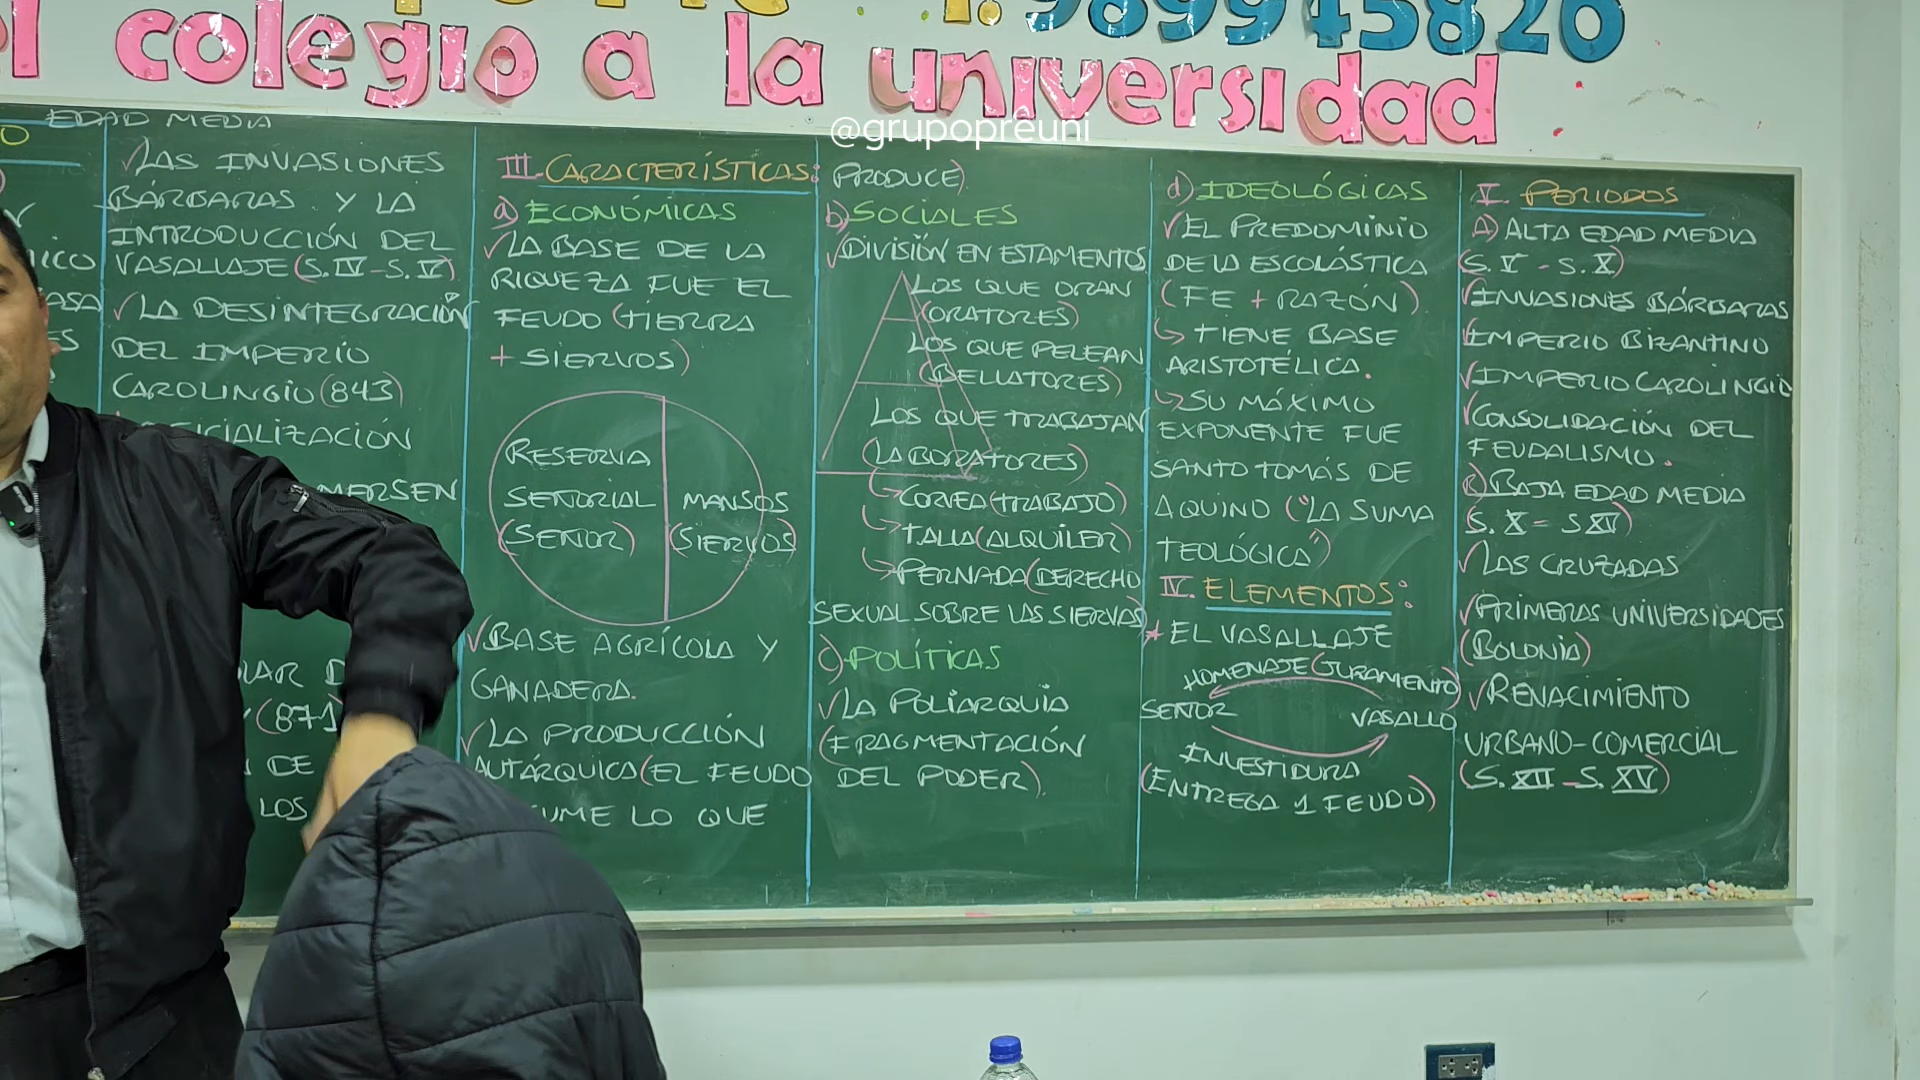 989945820
colegio a la universidad
@grupopreuni
EDAD MEDIA
LAS INVASIONES
BÁRBARAS Y LA
INTRODUCCIÓN DEL
VASALLAJE (S. IV - S. V)
LA DESINTEGRACIÓN
DEL IMPERIO
CAROLINGIO (843)
MERSEN
(871)
DE
LOS
III. CARACTERÍSTICAS:
a) ECONÓMICAS
LA BASE DE LA
RIQUEZA FUE EL
FEUDO (TIERRA
+ SIERVOS)
RESERVA
SEÑORIAL
(SEÑOR)
MANSOS
(SIERVOS)
BASE AGRÍCOLA Y
GANADERA.
LA PRODUCCIÓN
AUTÁRQUICA (EL FEUDO
UME LO QUE
PRODUCE)
b) SOCIALES
DIVISIÓN EN ESTAMENTOS
LOS QUE ORAN
(ORATORES)
LOS QUE PELEAN
(BELLATORES)
LOS QUE TRABAJAN
(LABORATORES)
CORVEA (TRABAJO)
TALLA (ALQUILER)
PERNADA (DERECHO
SEXUAL SOBRE LAS SIERVAS)
c) POLÍTICAS
LA POLIARQUIA
(FRAGMENTACIÓN
DEL PODER).
d) IDEOLÓGICAS
EL PREDOMINIO
DE LA ESCOLÁSTICA
(FE + RAZÓN)
TIENE BASE
ARISTOTÉLICA.
SU MÁXIMO
EXPONENTE FUE
SANTO TOMÁS DE
AQUINO ("LA SUMA
TEOLÓGICA")
IV. ELEMENTOS:
* EL VASALLAJE
HOMENAJE (JURAMENTO)
SEÑOR
VASALLO
INVESTIDURA
(ENTREGA 1 FEUDO)
V. PERIODOS
A) ALTA EDAD MEDIA
(S. V - S. X)
INVASIONES BÁRBARAS
IMPERIO BIZANTINO
IMPERIO CAROLINGIO
CONSOLIDACIÓN DEL
FEUDALISMO.
B) BAJA EDAD MEDIA
(S. X - S XV)
LAS CRUZADAS
PRIMERAS UNIVERSIDADES
(BOLONIA)
RENACIMIENTO
URBANO-COMERCIAL
(S. XII - S. XV)